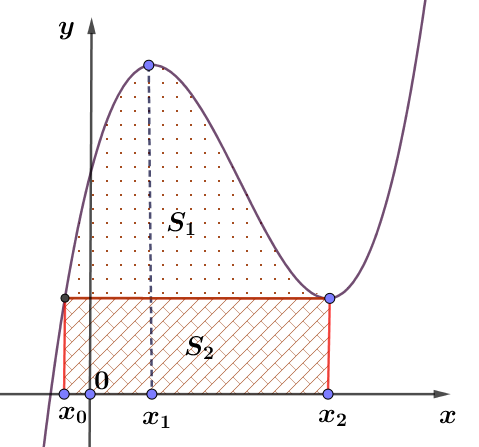 y
S₁
S₂
0
x₀ x₁ x₂ x